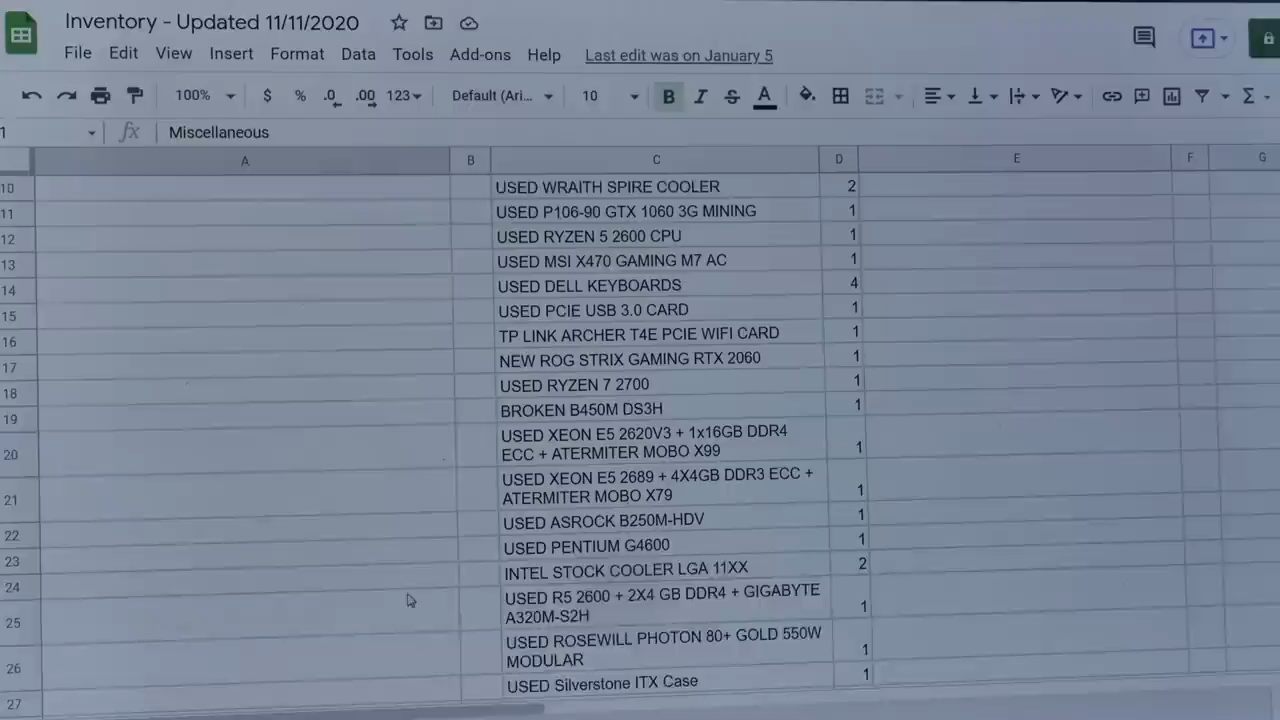 Inventory - Updated 11/11/2020
File Edit View Insert Format Data Tools Add-ons Help Last edit was on January 5
100% $ % .0 .00 123 Default (Ari... 10 B I S A Σ
1 fx Miscellaneous
A B C D E F G
10 USED WRAITH SPIRE COOLER 2
11 USED P106-90 GTX 1060 3G MINING 1
12 USED RYZEN 5 2600 CPU 1
13 USED MSI X470 GAMING M7 AC 1
14 USED DELL KEYBOARDS 4
15 USED PCIE USB 3.0 CARD 1
16 TP LINK ARCHER T4E PCIE WIFI CARD 1
17 NEW ROG STRIX GAMING RTX 2060 1
18 USED RYZEN 7 2700 1
19 BROKEN B450M DS3H 1
USED XEON E5 2620V3 + 1x16GB DDR4
20 ECC + ATERMITER MOBO X99 1
USED XEON E5 2689 + 4X4GB DDR3 ECC +
21 ATERMITER MOBO X79 1
22 USED ASROCK B250M-HDV 1
23 USED PENTIUM G4600 1
24 INTEL STOCK COOLER LGA 11XX 2
USED R5 2600 + 2X4 GB DDR4 + GIGABYTE
25 A320M-S2H 1
USED ROSEWILL PHOTON 80+ GOLD 550W
26 MODULAR 1
27 USED Silverstone ITX Case 1